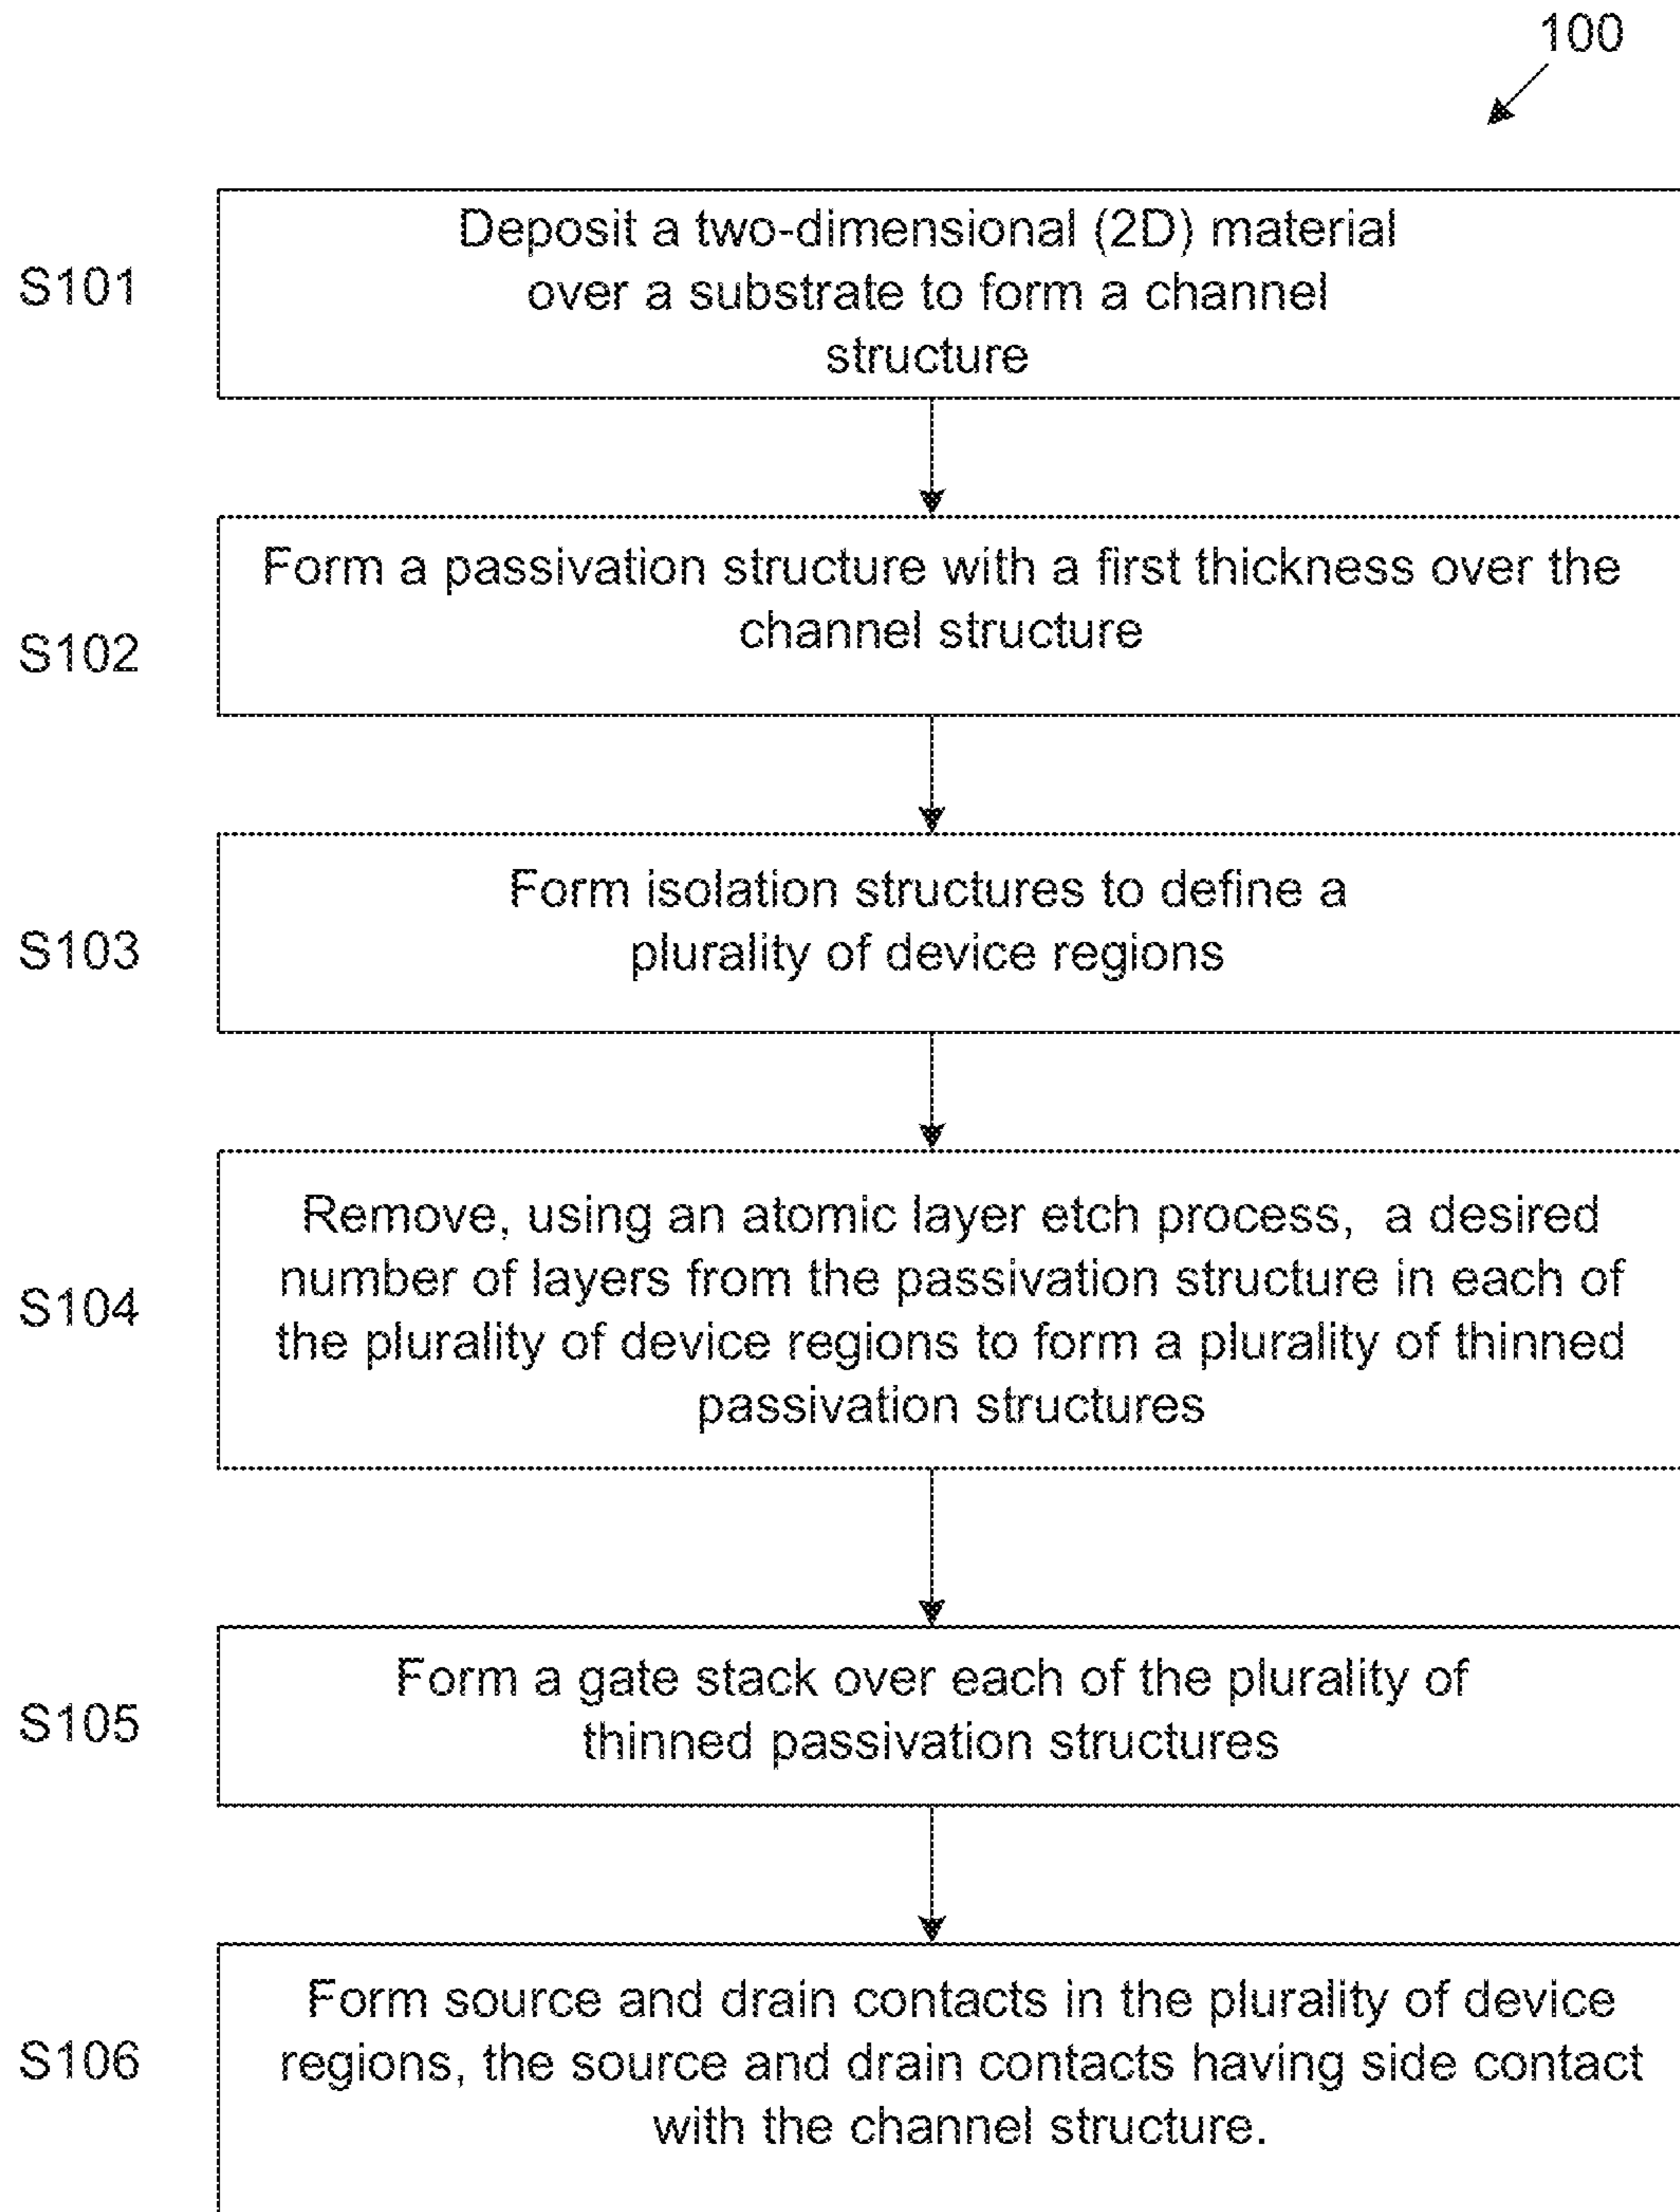 100
S101
Deposit a two-dimensional (2D) material
over a substrate to form a channel
structure
S102
Form a passivation structure with a first thickness over the
channel structure
S103
Form isolation structures to define a
plurality of device regions
S104
Remove, using an atomic layer etch process, a desired
number of layers from the passivation structure in each of
the plurality of device regions to form a plurality of thinned
passivation structures
S105
Form a gate stack over each of the plurality of
thinned passivation structures
S106
Form source and drain contacts in the plurality of device
regions, the source and drain contacts having side contact
with the channel structure.